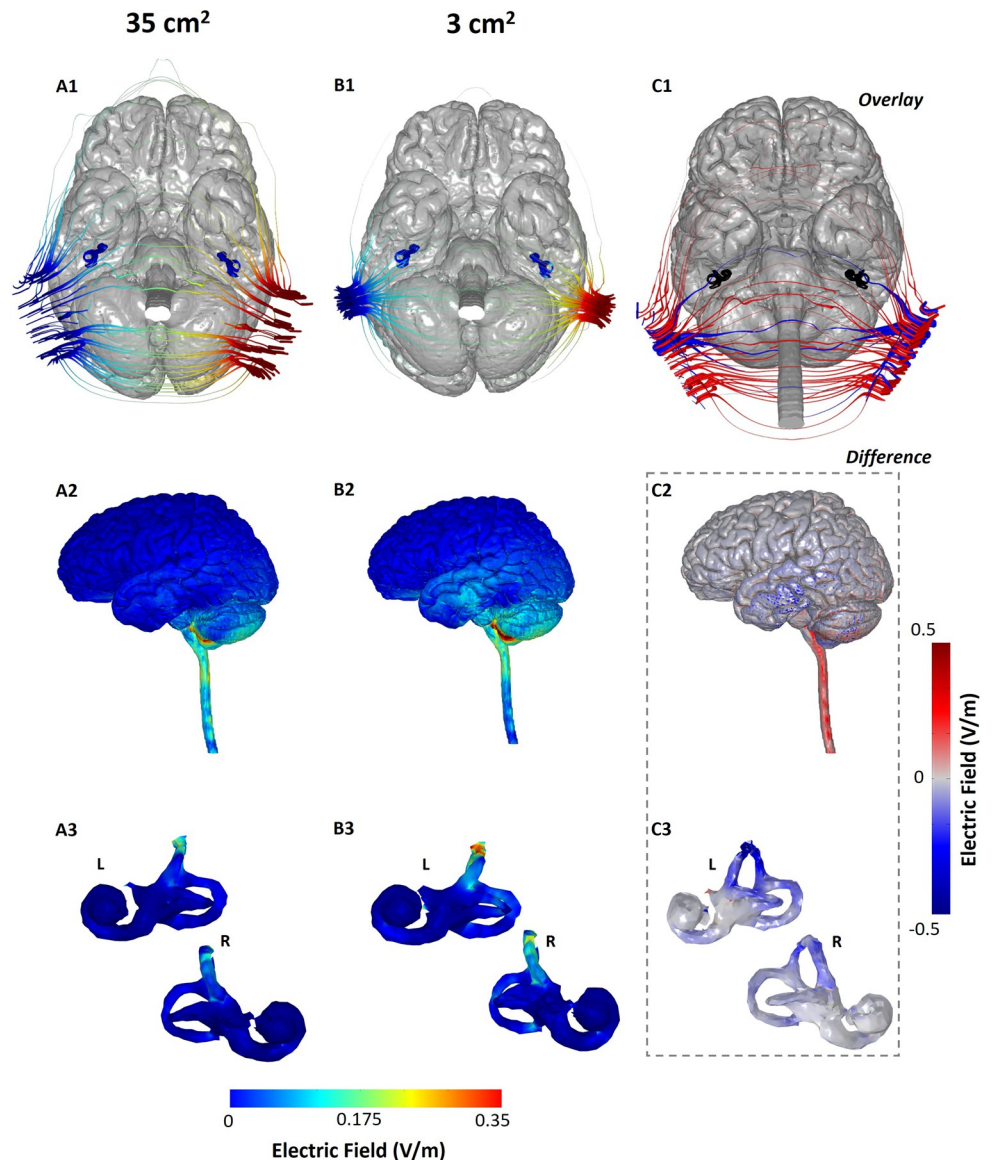 35 cm²
3 cm²
A1
B1
C1
Overlay
Difference
A2
B2
C2
0.5
0
-0.5
Electric Field (V/m)
A3
B3
C3
L
L
L
R
R
R
0
0.175
0.35
Electric Field (V/m)